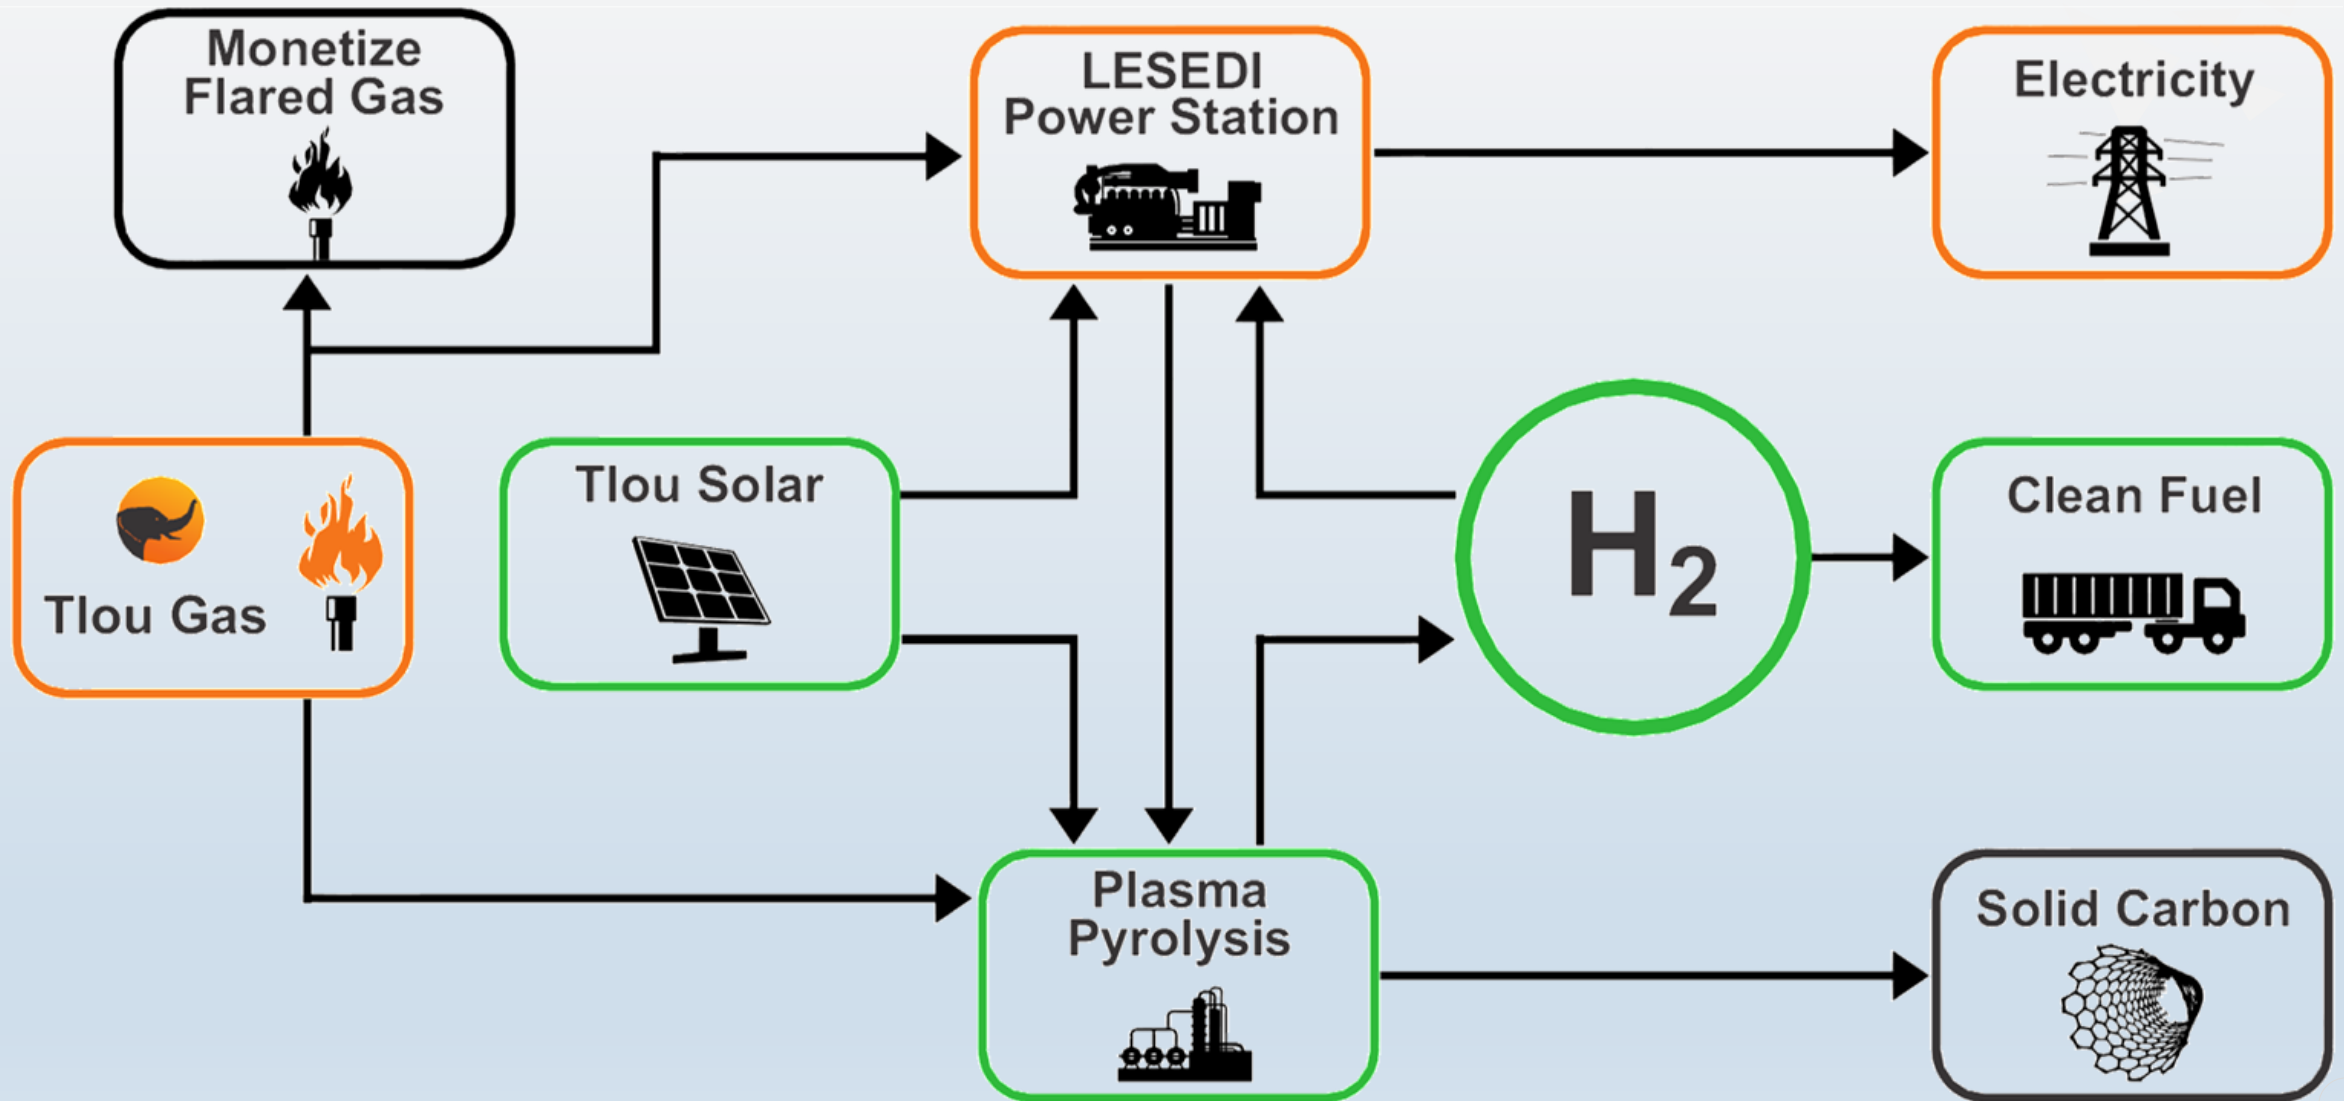 Monetize
Flared Gas
LESEDI
Power Station
Electricity
Tlou Gas
Tlou Solar
H₂
Clean Fuel
Plasma
Pyrolysis
Solid Carbon